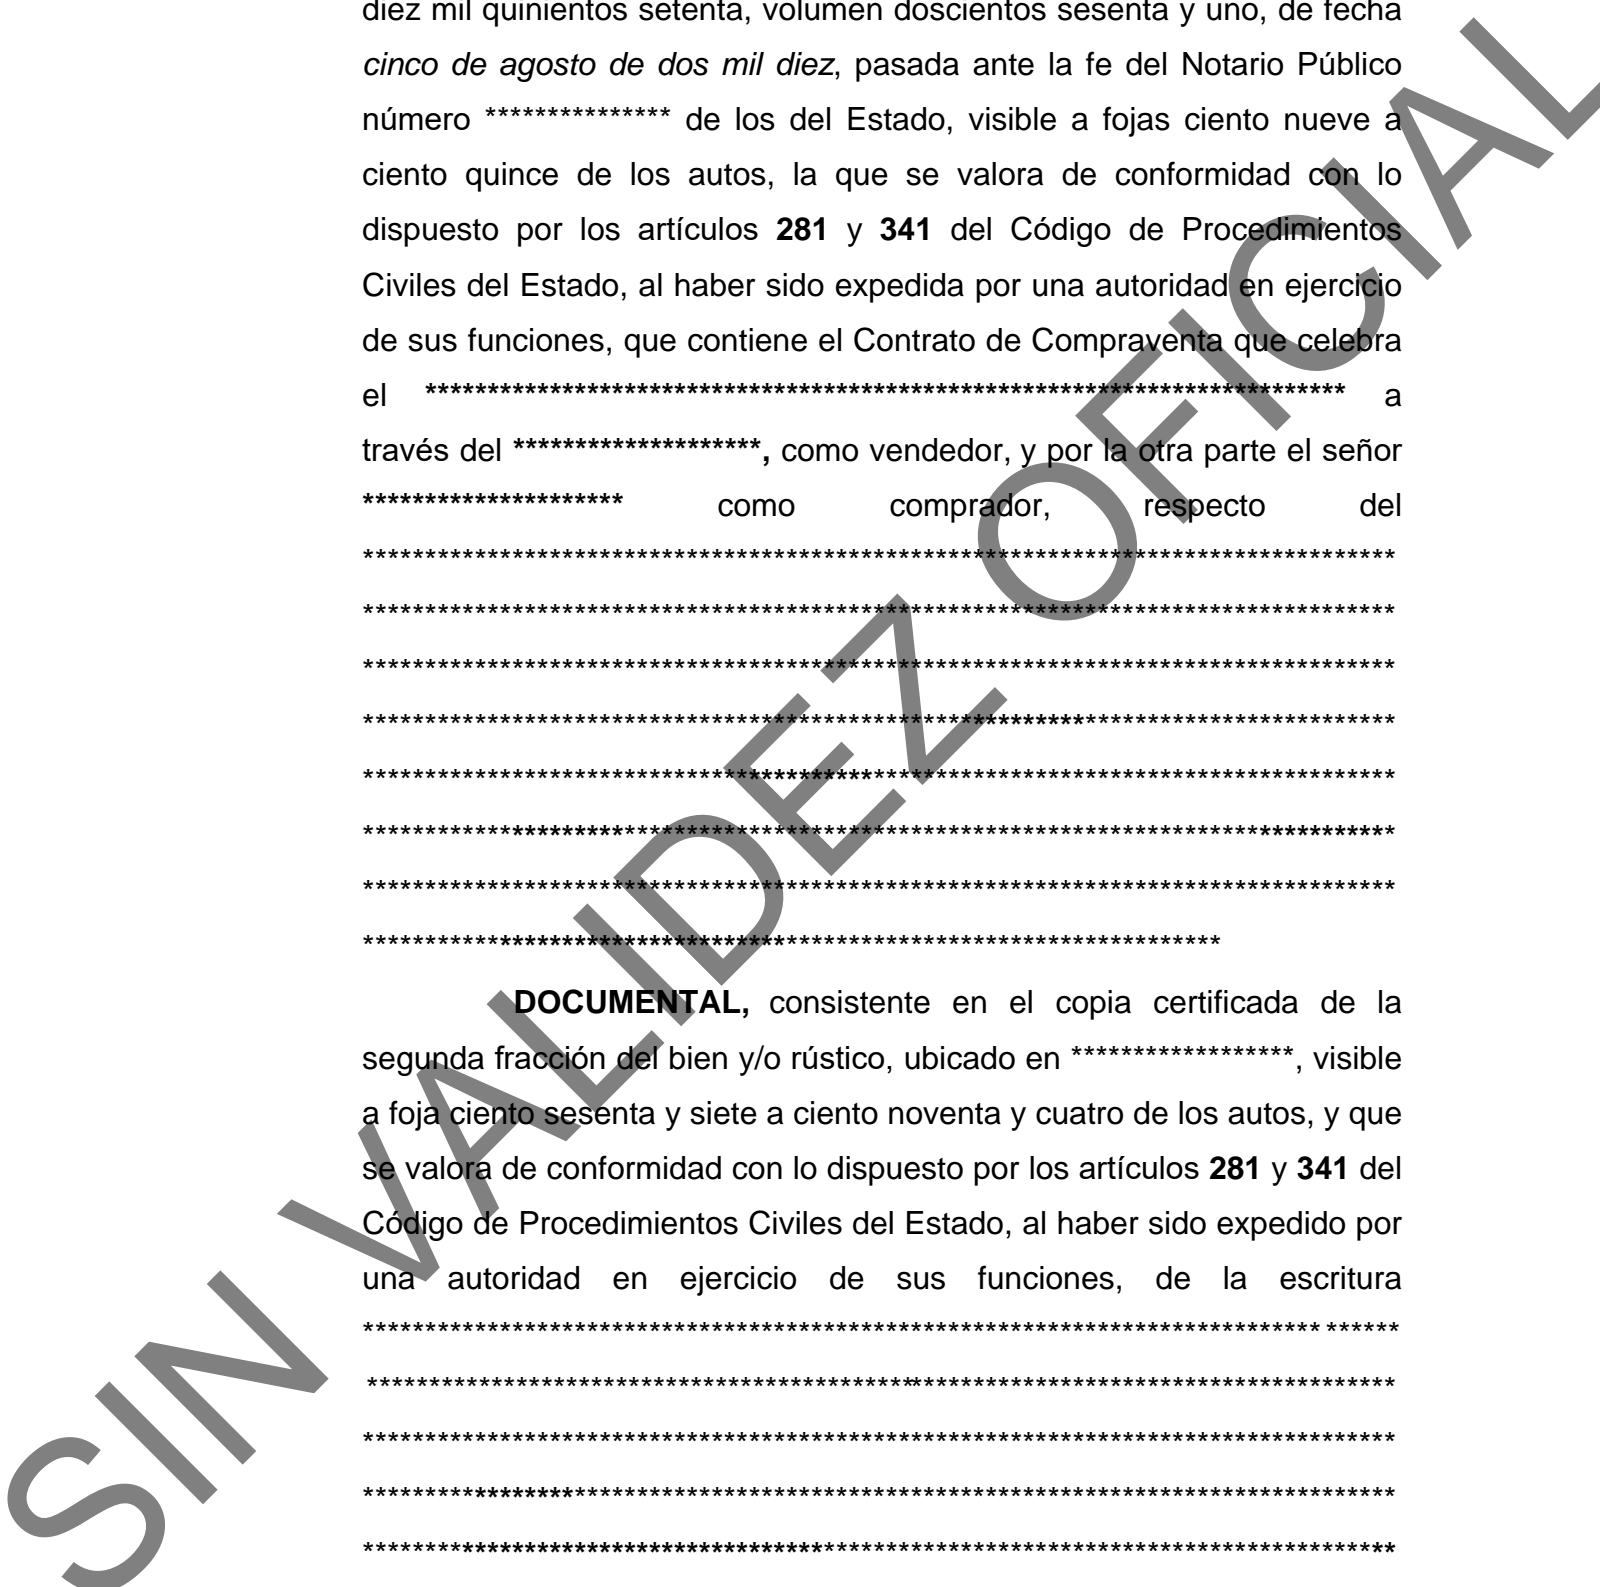 diez mil quinientos setenta, volumen doscientos sesenta y uno, de fecha
cinco de agosto de dos mil diez, pasada ante la fe del Notario Público
número *************** de los del Estado, visible a fojas ciento nueve a
ciento quince de los autos, la que se valora de conformidad con lo
dispuesto por los artículos 281 y 341 del Código de Procedimientos
Civiles del Estado, al haber sido expedida por una autoridad en ejercicio
de sus funciones, que contiene el Contrato de Compraventa que celebra
el ************************************************************************** a
través del ********************, como vendedor, y por la otra parte el señor
********************* como comprador, respecto del
***********************************************************************************
***********************************************************************************
***********************************************************************************
***********************************************************************************
***********************************************************************************
***********************************************************************************
***********************************************************************************
*********************************************************************
DOCUMENTAL, consistente en el copia certificada de la
segunda fracción del bien y/o rústico, ubicado en ******************, visible
a foja ciento sesenta y siete a ciento noventa y cuatro de los autos, y que
se valora de conformidad con lo dispuesto por los artículos 281 y 341 del
Código de Procedimientos Civiles del Estado, al haber sido expedido por
una autoridad en ejercicio de sus funciones, de la escritura
***************************************************************************** ******
***********************************************************************************
***********************************************************************************
***********************************************************************************
***********************************************************************************
SIN VALIDEZ OFICIAL